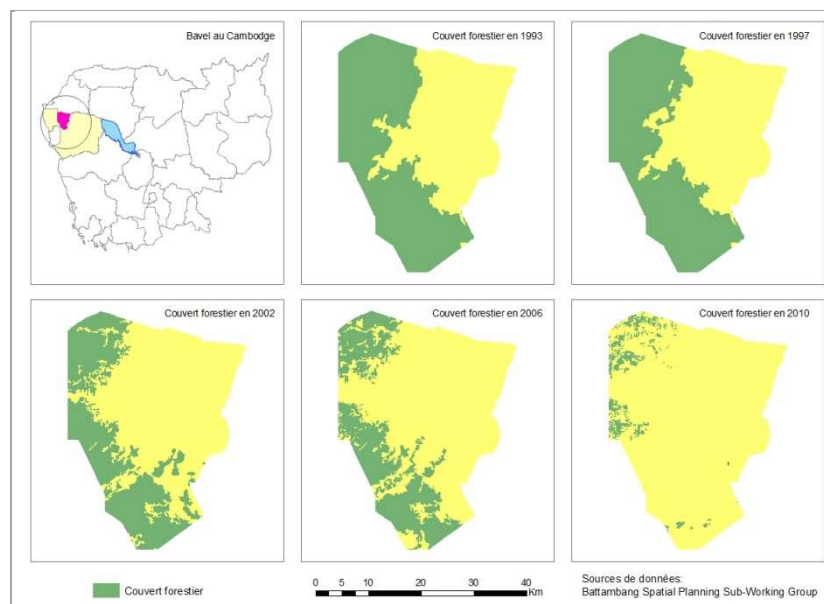 Bavel au Cambodge
Couvert forestier en 1993
Couvert forestier en 1997
Couvert forestier en 2002
Couvert forestier en 2006
Couvert forestier en 2010
Couvert forestier
0 5 10 20 30 40
Km
Sources de données:
Battambang Spatial Planning Sub-Working Group